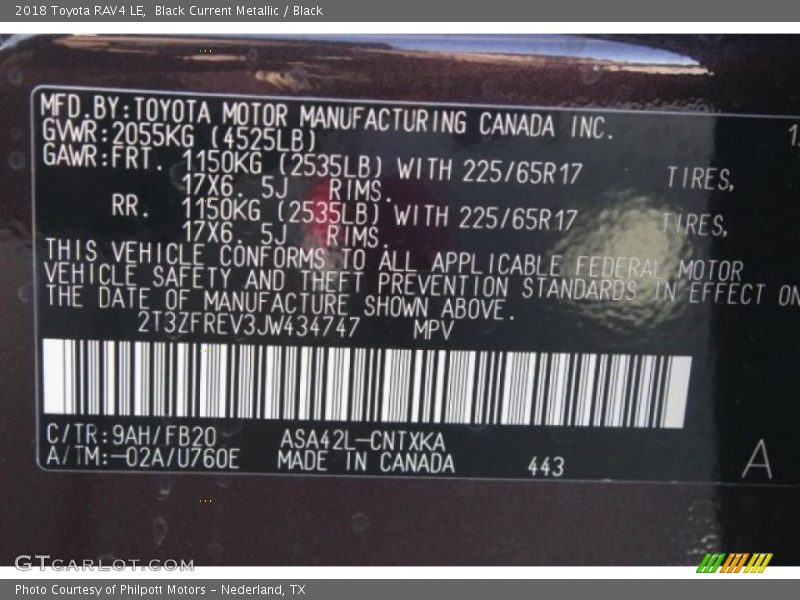 2018 Toyota RAV4 LE, Black Current Metallic / Black
MFD.BY:TOYOTA MOTOR MANUFACTURING CANADA INC.
GVWR:2055KG (4525LB)
GAWR:FRT. 1150KG (2535LB) WITH 225/65R17 TIRES,
17X6. 5J RIMS.
RR. 1150KG (2535LB) WITH 225/65R17 TIRES,
17X6. 5J RIMS.
THIS VEHICLE CONFORMS TO ALL APPLICABLE FEDERAL MOTOR
VEHICLE SAFETY AND THEFT PREVENTION STANDARDS IN EFFECT ON
THE DATE OF MANUFACTURE SHOWN ABOVE.
2T3ZFREV3JW434747 MPV
C/TR:9AH/FB20 ASA42L-CNTXKA
A/TM:-02A/U760E MADE IN CANADA 443 A
GTCARLOT.COM
Photo Courtesy of Philpott Motors - Nederland, TX